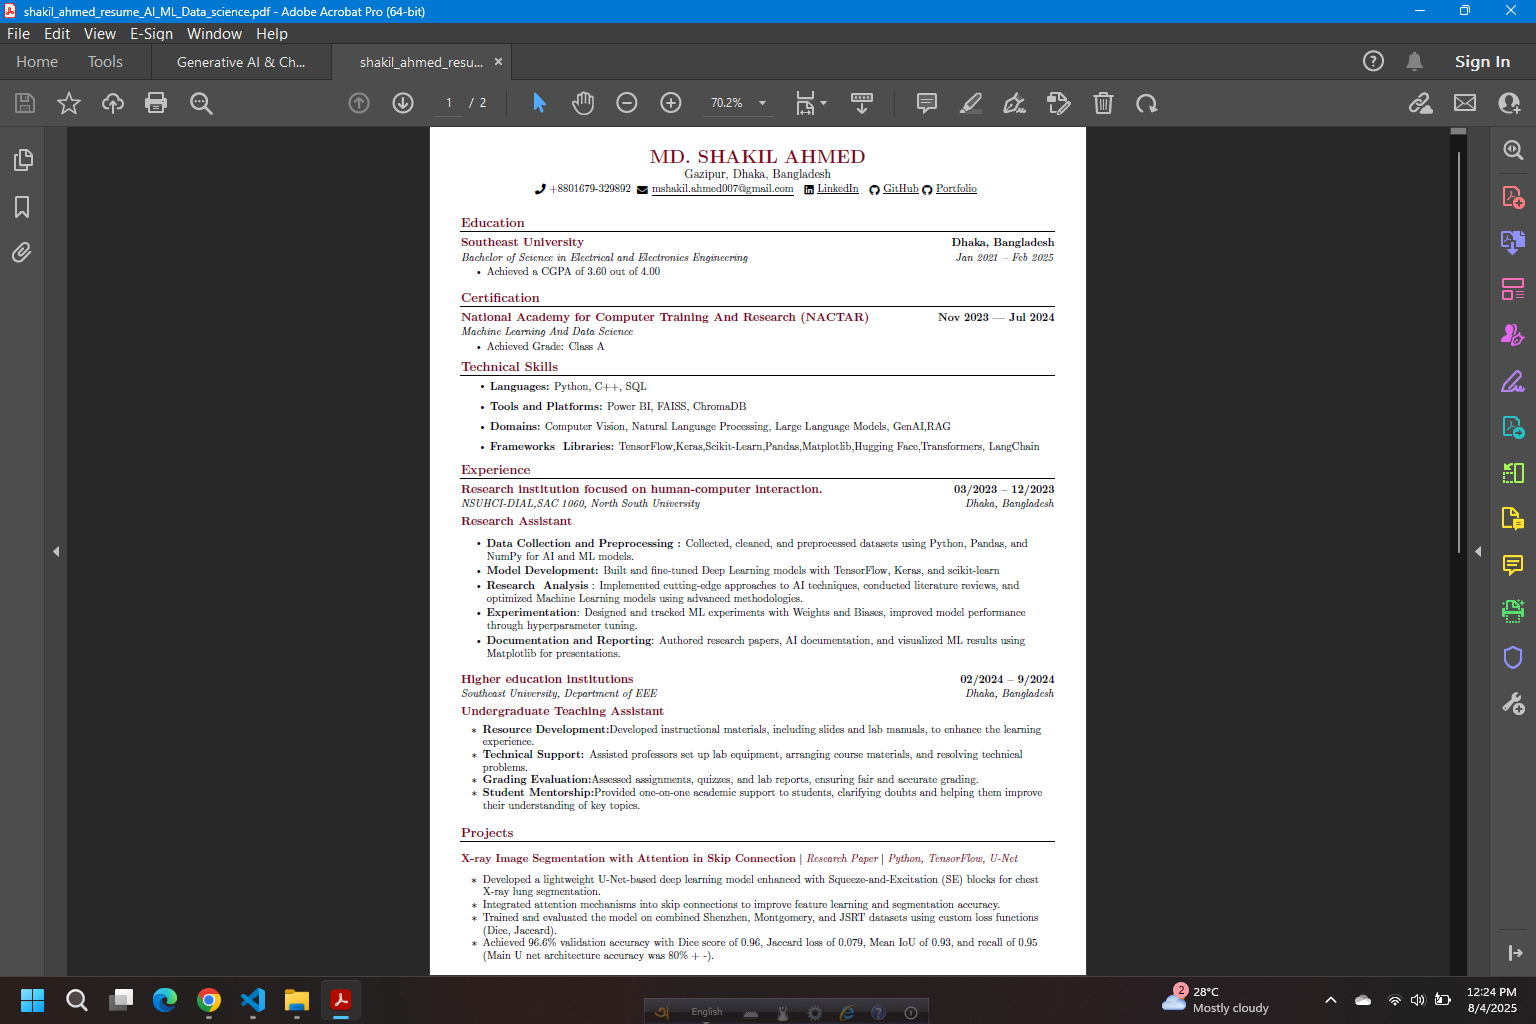 shakil_ahmed_resume_AI_ML_Data_science.pdf - Adobe Acrobat Pro (64-bit)
File Edit View E-Sign Window Help
Home Tools Generative AI & Ch... shakil_ahmed_resu... × Sign In
1 / 2 70.2%
MD. SHAKIL AHMED
Gazipur, Dhaka, Bangladesh
+8801679-329892 mshakil.ahmed007@gmail.com LinkedIn GitHub Portfolio
Education
Southeast University Dhaka, Bangladesh
Bachelor of Science in Electrical and Electronics Engineering Jan 2021 – Feb 2025
• Achieved a CGPA of 3.60 out of 4.00
Certification
National Academy for Computer Training And Research (NACTAR) Nov 2023 — Jul 2024
Machine Learning And Data Science
• Achieved Grade: Class A
Technical Skills
• Languages: Python, C++, SQL
• Tools and Platforms: Power BI, FAISS, ChromaDB
• Domains: Computer Vision, Natural Language Processing, Large Language Models, GenAI,RAG
• Frameworks Libraries: TensorFlow,Keras,Scikit-Learn,Pandas,Matplotlib,Hugging Face,Transformers, LangChain
Experience
Research institution focused on human-computer interaction. 03/2023 – 12/2023
NSUHCI-DIAL,SAC 1060, North South University Dhaka, Bangladesh
Research Assistant
• Data Collection and Preprocessing : Collected, cleaned, and preprocessed datasets using Python, Pandas, and
NumPy for AI and ML models.
• Model Development: Built and fine-tuned Deep Learning models with TensorFlow, Keras, and scikit-learn
• Research Analysis : Implemented cutting-edge approaches to AI techniques, conducted literature reviews, and
optimized Machine Learning models using advanced methodologies.
• Experimentation: Designed and tracked ML experiments with Weights and Biases, improved model performance
through hyperparameter tuning.
• Documentation and Reporting: Authored research papers, AI documentation, and visualized ML results using
Matplotlib for presentations.
Higher education institutions 02/2024 – 9/2024
Southeast University, Department of EEE Dhaka, Bangladesh
Undergraduate Teaching Assistant
∗ Resource Development:Developed instructional materials, including slides and lab manuals, to enhance the learning
experience.
∗ Technical Support: Assisted professors set up lab equipment, arranging course materials, and resolving technical
problems.
∗ Grading Evaluation:Assessed assignments, quizzes, and lab reports, ensuring fair and accurate grading.
∗ Student Mentorship:Provided one-on-one academic support to students, clarifying doubts and helping them improve
their understanding of key topics.
Projects
X-ray Image Segmentation with Attention in Skip Connection | Research Paper | Python, TensorFlow, U-Net
∗ Developed a lightweight U-Net-based deep learning model enhanced with Squeeze-and-Excitation (SE) blocks for chest
X-ray lung segmentation.
∗ Integrated attention mechanisms into skip connections to improve feature learning and segmentation accuracy.
∗ Trained and evaluated the model on combined Shenzhen, Montgomery, and JSRT datasets using custom loss functions
(Dice, Jaccard).
∗ Achieved 96.6% validation accuracy with Dice score of 0.96, Jaccard loss of 0.079, Mean IoU of 0.93, and recall of 0.95
(Main U net architecture accuracy was 80% + -).
English
2 28°C
Mostly cloudy
12:24 PM
8/4/2025